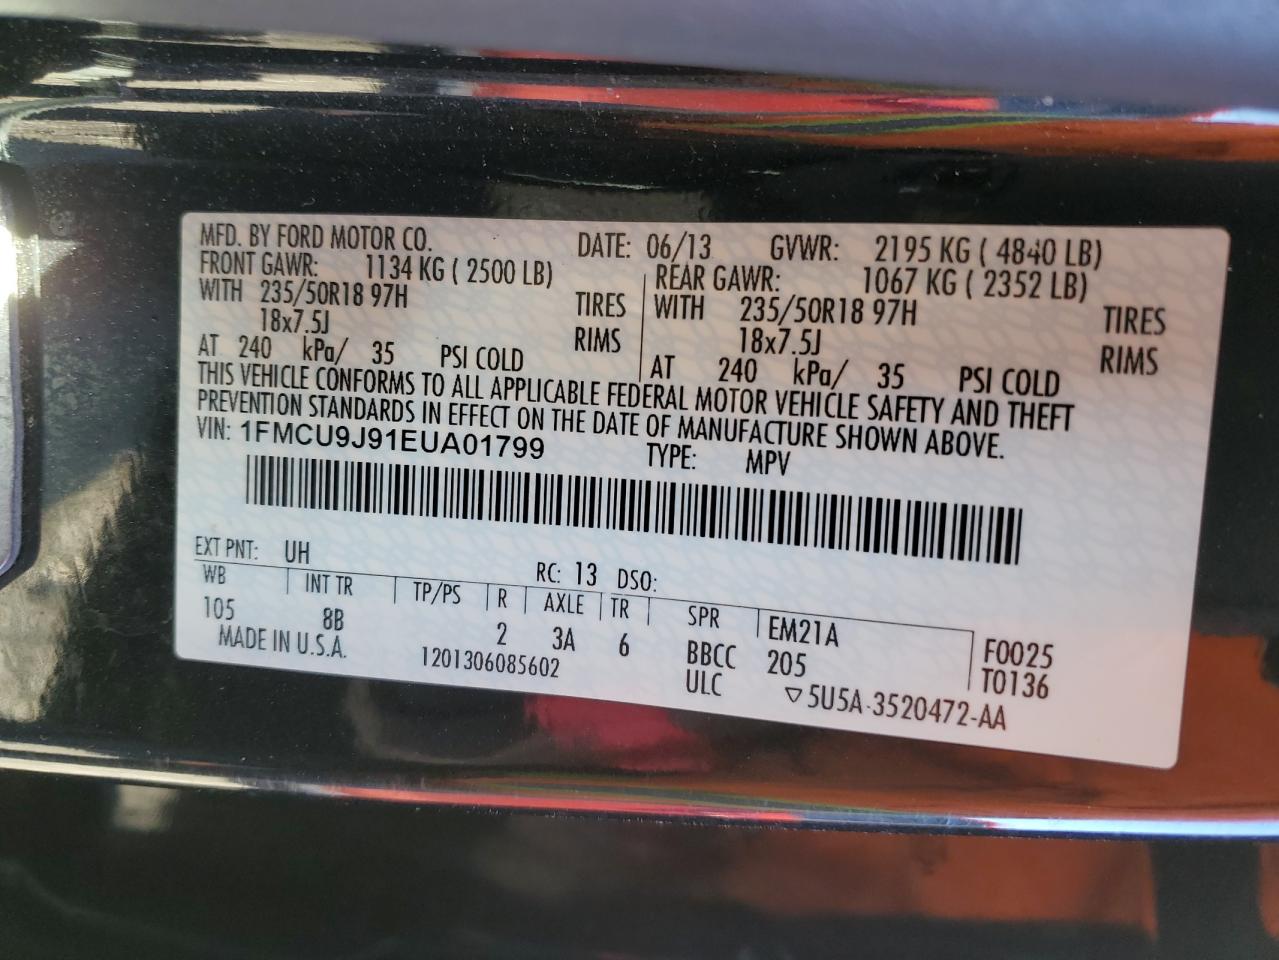 MFD. BY FORD MOTOR CO. DATE: 06/13 GVWR: 2195 KG ( 4840 LB)
FRONT GAWR: 1134 KG ( 2500 LB) REAR GAWR: 1067 KG ( 2352 LB)
WITH 235/50R18 97H TIRES WITH 235/50R18 97H TIRES
18x7.5J RIMS 18x7.5J RIMS
AT 240 kPa/ 35 PSI COLD AT 240 kPa/ 35 PSI COLD
THIS VEHICLE CONFORMS TO ALL APPLICABLE FEDERAL MOTOR VEHICLE SAFETY AND THEFT
PREVENTION STANDARDS IN EFFECT ON THE DATE OF MANUFACTURE SHOWN ABOVE.
VIN: 1FMCU9J91EUA01799 TYPE: MPV
EXT PNT: UH RC: 13 DSO:
WB INT TR TP/PS R AXLE TR SPR EM21A F0025
105 8B 2 3A 6 BBCC 205 T0136
MADE IN U.S.A. 1201306085602 ULC ▽5U5A-3520472-AA